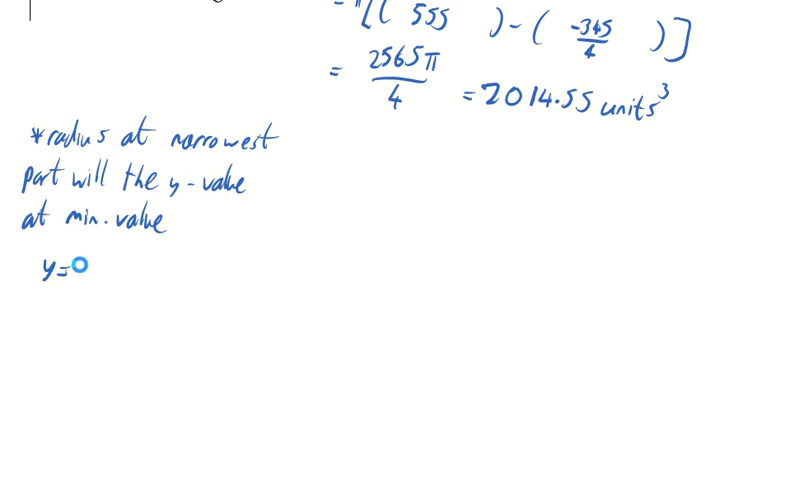 = π[( 555 ) - ( -345/4 )]
= 2565π/4 = 2014.55 units³
*radius at narrowest
part will the y-value
at min. value
y=